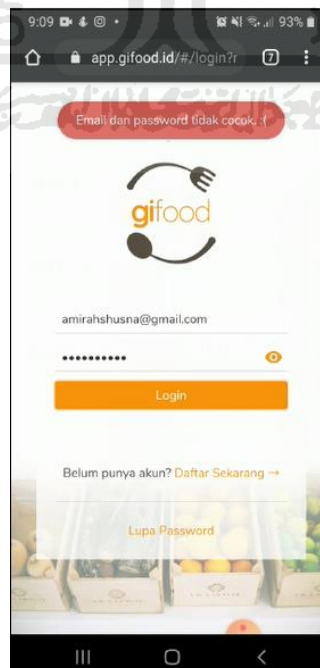 9:09 93%
app.gifood.id/#/login?r 7
Email dan password tidak cocok. :(
gifood
amirahshusna@gmail.com
••••••••••
Login
Belum punya akun? Daftar Sekarang →
Lupa Password